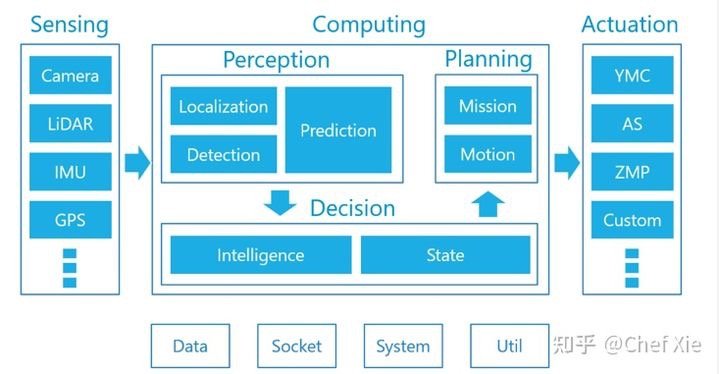 Sensing
Computing
Actuation
Camera
LiDAR
IMU
GPS
Perception
Localization
Detection
Prediction
Planning
Mission
Motion
Decision
Intelligence
State
YMC
AS
ZMP
Custom
Data
Socket
System
Util
知乎 @Chef Xie